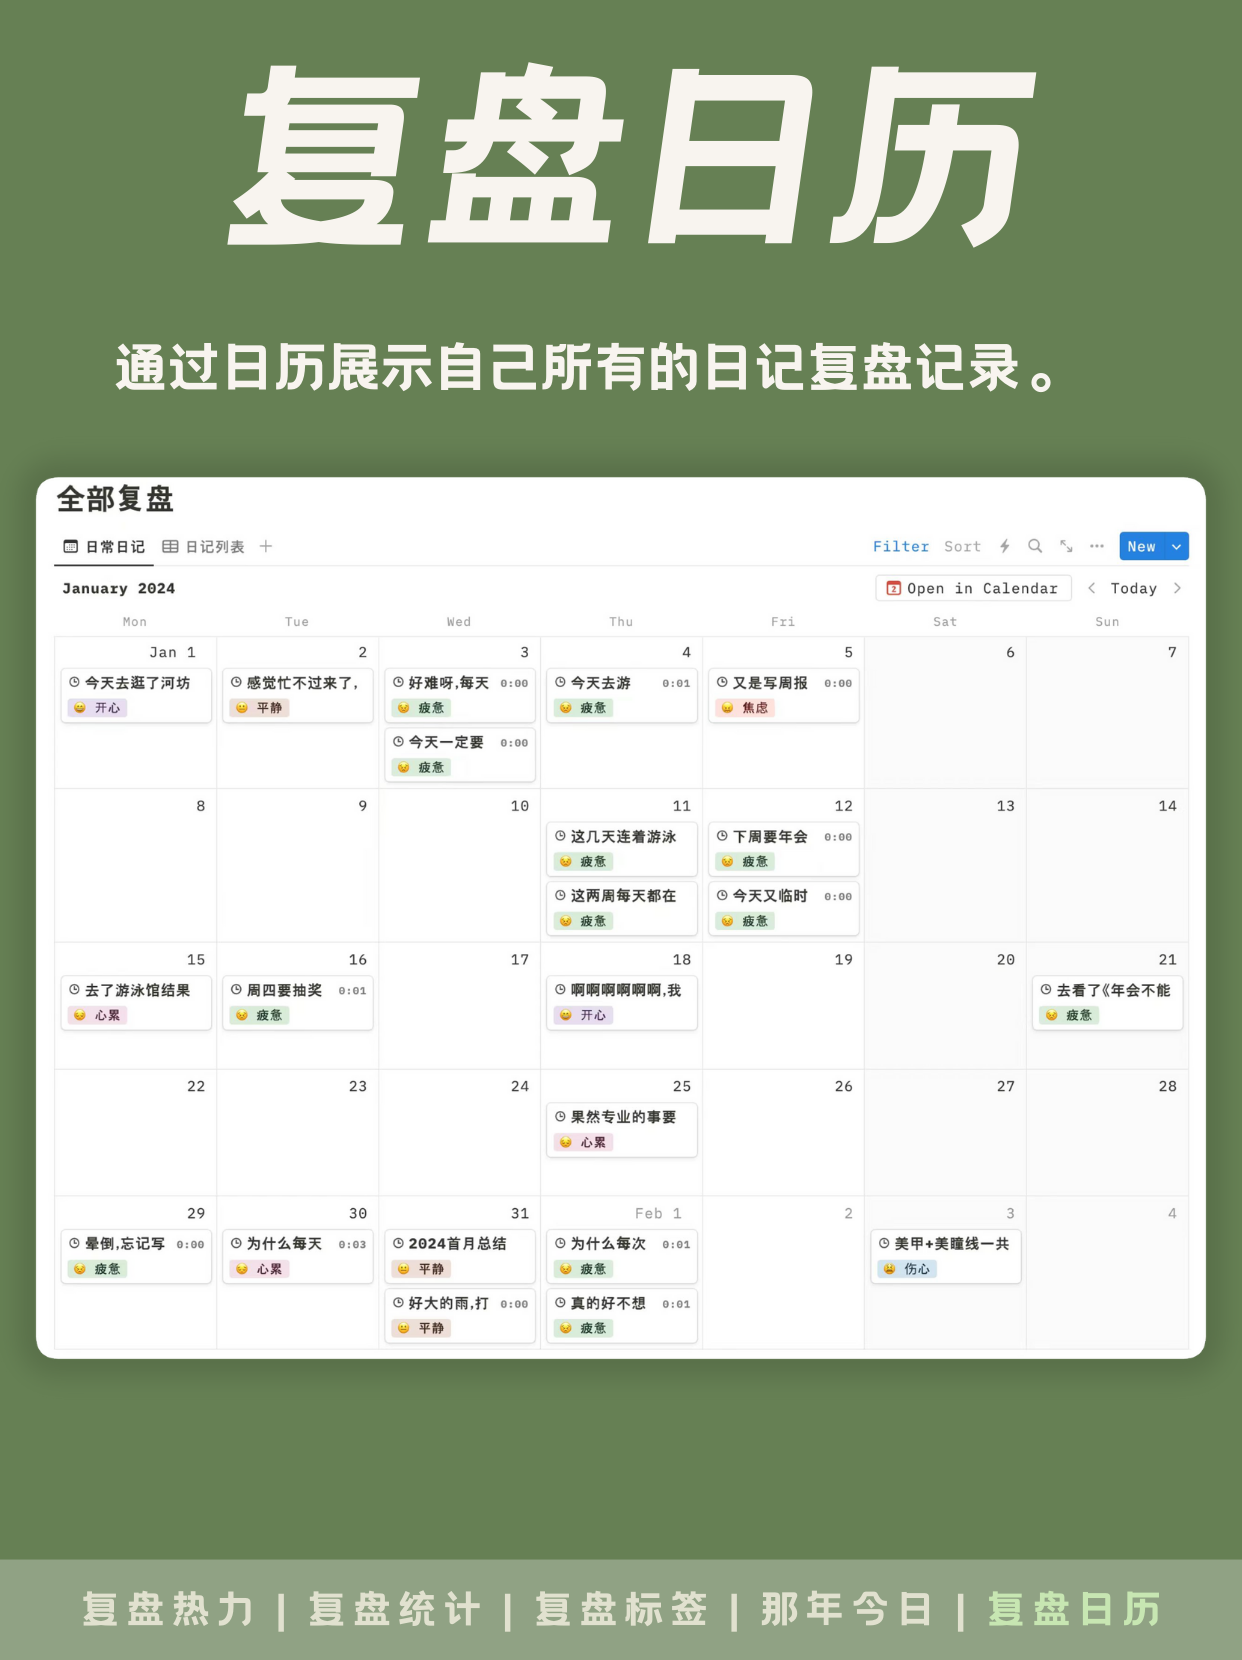 复盘日历
通过日历展示自己所有的日记复盘记录。
全部复盘
日常日记 日记列表 Filter Sort New
January 2024 Open in Calendar Today
Mon Tue Wed Thu Fri Sat Sun
Jan 1 2 3 4 5 6 7
今天去逛了河坊 感觉忙不过来了, 好难呀,每天 0:00 今天去游 0:01 又是写周报 0:00
开心 平静 疲惫 疲惫 焦虑
今天一定要 0:00
疲惫
8 9 10 11 12 13 14
这几天连着游泳 下周要年会 0:00
疲惫 疲惫
这两周每天都在 今天又临时 0:00
疲惫 疲惫
15 16 17 18 19 20 21
去了游泳馆结果 周四要抽奖 0:01 啊啊啊啊啊啊,我 去看了《年会不能
心累 疲惫 开心 疲惫
22 23 24 25 26 27 28
果然专业的事要
心累
29 30 31 Feb 1 2 3 4
晕倒,忘记写 0:00 为什么每天 0:03 2024首月总结 为什么每次 0:01 美甲+美瞳线一共
疲惫 心累 平静 疲惫 伤心
好大的雨,打 0:00 真的好不想 0:01
平静 疲惫
复盘热力 | 复盘统计 | 复盘标签 | 那年今日 | 复盘日历